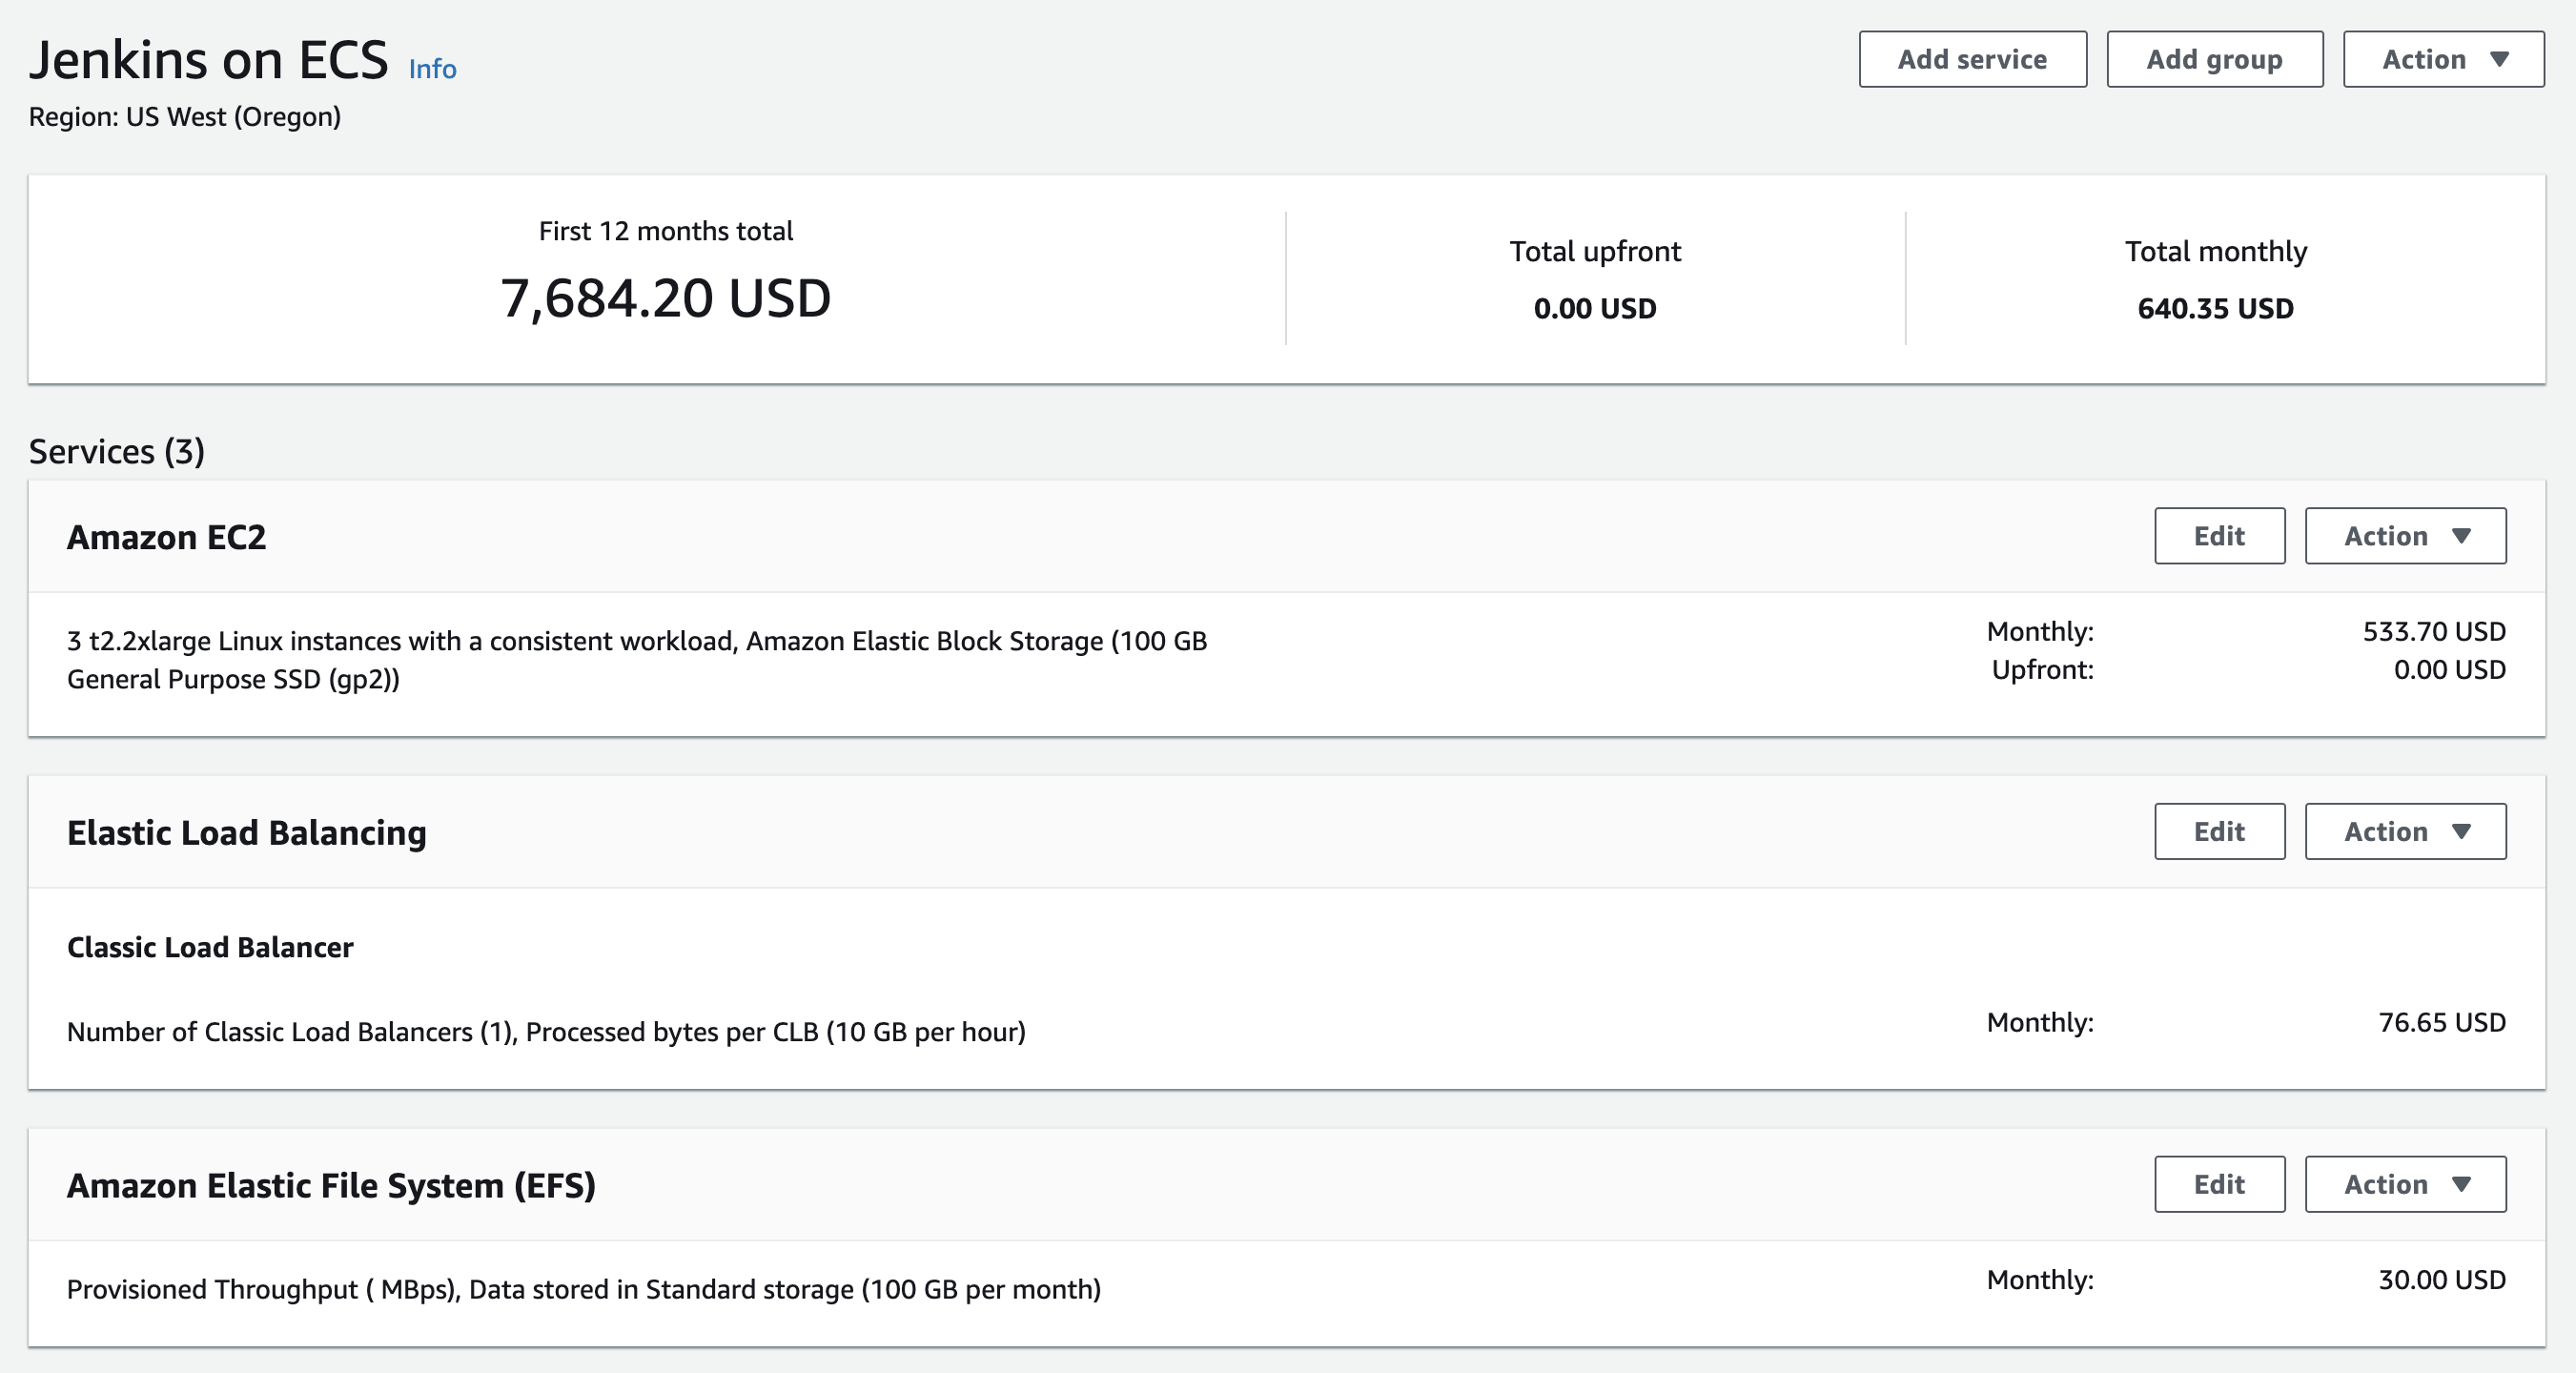 Jenkins on ECS Info
Add service
Add group
Action
Region: US West (Oregon)
First 12 months total
7,684.20 USD
Total upfront
0.00 USD
Total monthly
640.35 USD
Services (3)
Amazon EC2
Edit
Action
3 t2.2xlarge Linux instances with a consistent workload, Amazon Elastic Block Storage (100 GB
General Purpose SSD (gp2))
Monthly: 533.70 USD
Upfront: 0.00 USD
Elastic Load Balancing
Edit
Action
Classic Load Balancer
Number of Classic Load Balancers (1), Processed bytes per CLB (10 GB per hour)
Monthly: 76.65 USD
Amazon Elastic File System (EFS)
Edit
Action
Provisioned Throughput ( MBps), Data stored in Standard storage (100 GB per month)
Monthly: 30.00 USD